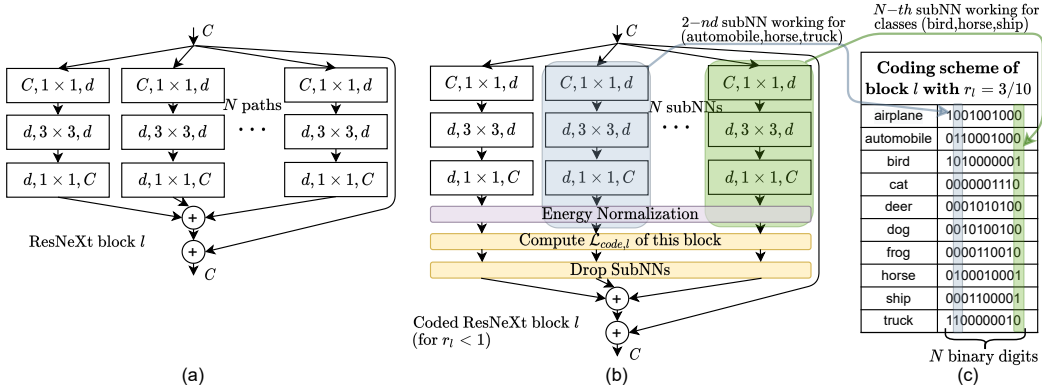 C
C, 1 × 1, d
C, 1 × 1, d
C, 1 × 1, d
N paths
d, 3 × 3, d
d, 3 × 3, d
· · ·
d, 3 × 3, d
d, 1 × 1, C
d, 1 × 1, C
d, 1 × 1, C
+
ResNeXt block l
+
C
(a)
2−nd subNN working for
(automobile,horse,truck)
C
C, 1 × 1, d
C, 1 × 1, d
C, 1 × 1, d
N subNNs
d, 3 × 3, d
d, 3 × 3, d
· · ·
d, 3 × 3, d
d, 1 × 1, C
d, 1 × 1, C
d, 1 × 1, C
Energy Normalization
Compute ℒcode,l of this block
Drop SubNNs
+
Coded ResNeXt block l
(for rl < 1)
+
C
(b)
N−th subNN working for
classes (bird,horse,ship)
Coding scheme of
block l with rl = 3/10
airplane 1001001000
automobile 0110001000
bird 1010000001
cat 0000001110
deer 0001010100
dog 0010100100
frog 0000110010
horse 0100010001
ship 0001100001
truck 1100000010
N binary digits
(c)